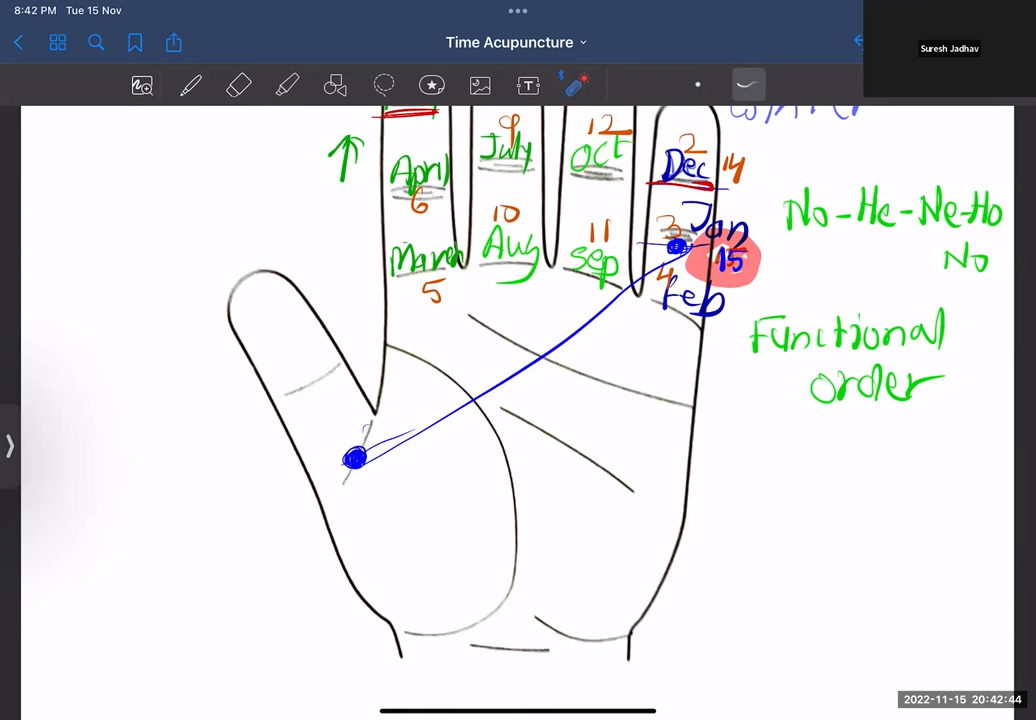 8:42 PM Tue 15 Nov
Time Acupuncture
Suresh Jadhav
9
12
2
July
Oct
Dec
14
April
6
No-He-Ne-Ho
No
10
11
3
Jan
March
Aug
Sep
15
5
4
Feb
Functional
order
2022-11-15 20:42:44